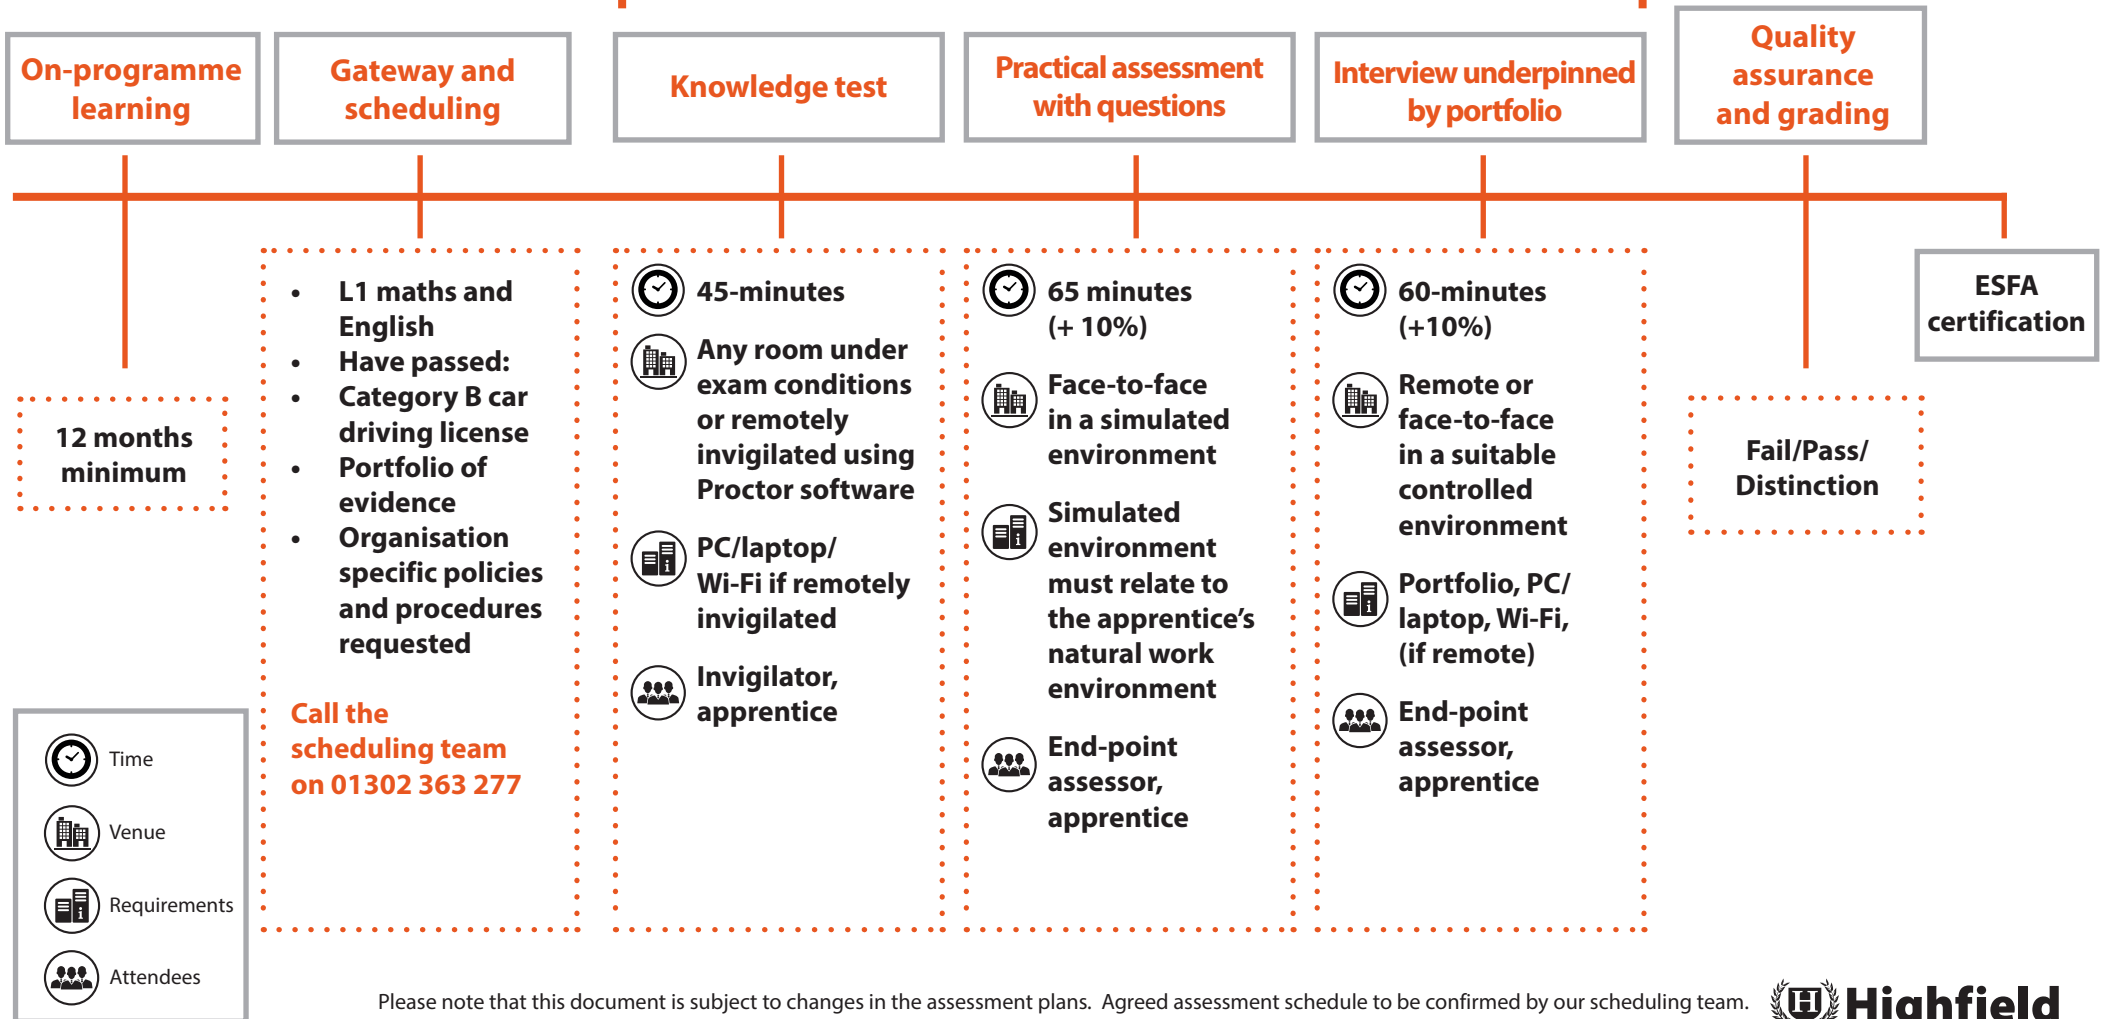 On-programme
learning
Gateway and
scheduling
Knowledge test
Practical assessment
with questions
Interview underpinned
by portfolio
Quality
assurance
and grading
12 months
minimum
• L1 maths and
English
• Have passed:
• Category B car
driving license
• Portfolio of
evidence
• Organisation
specific policies
and procedures
requested
Call the
scheduling team
on 01302 363 277
45-minutes
Any room under
exam conditions
or remotely
invigilated using
Proctor software
PC/laptop/
Wi-Fi if remotely
invigilated
Invigilator,
apprentice
65 minutes
(+ 10%)
Face-to-face
in a simulated
environment
Simulated
environment
must relate to
the apprentice’s
natural work
environment
End-point
assessor,
apprentice
60-minutes
(+10%)
Remote or
face-to-face
in a suitable
controlled
environment
Portfolio, PC/
laptop, Wi-Fi,
(if remote)
End-point
assessor,
apprentice
Fail/Pass/
Distinction
ESFA
certification
Time
Venue
Requirements
Attendees
Please note that this document is subject to changes in the assessment plans. Agreed assessment schedule to be confirmed by our scheduling team.
H Highfield